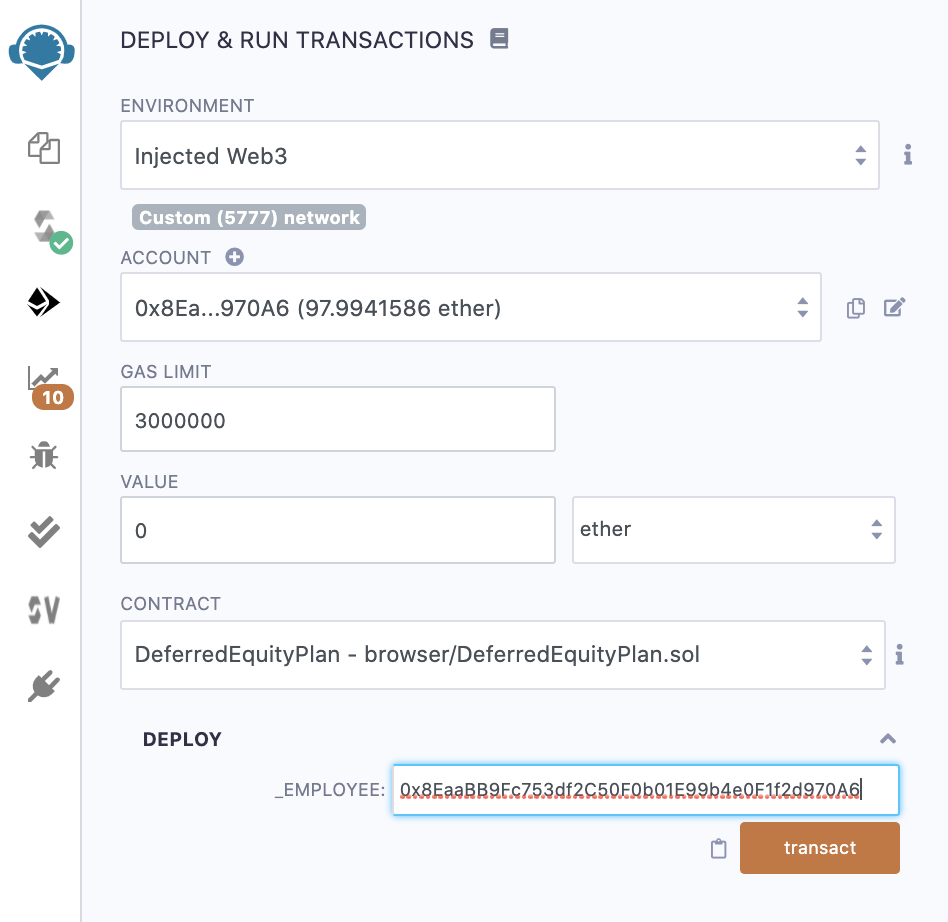 DEPLOY & RUN TRANSACTIONS
ENVIRONMENT
Injected Web3
Custom (5777) network
ACCOUNT
0x8Ea...970A6 (97.9941586 ether)
GAS LIMIT
3000000
10
VALUE
0 ether
CONTRACT
DeferredEquityPlan - browser/DeferredEquityPlan.sol
SV
DEPLOY
_EMPLOYEE: 0x8EaaBB9Fc753df2C50F0b01E99b4e0F1f2d970A6
transact